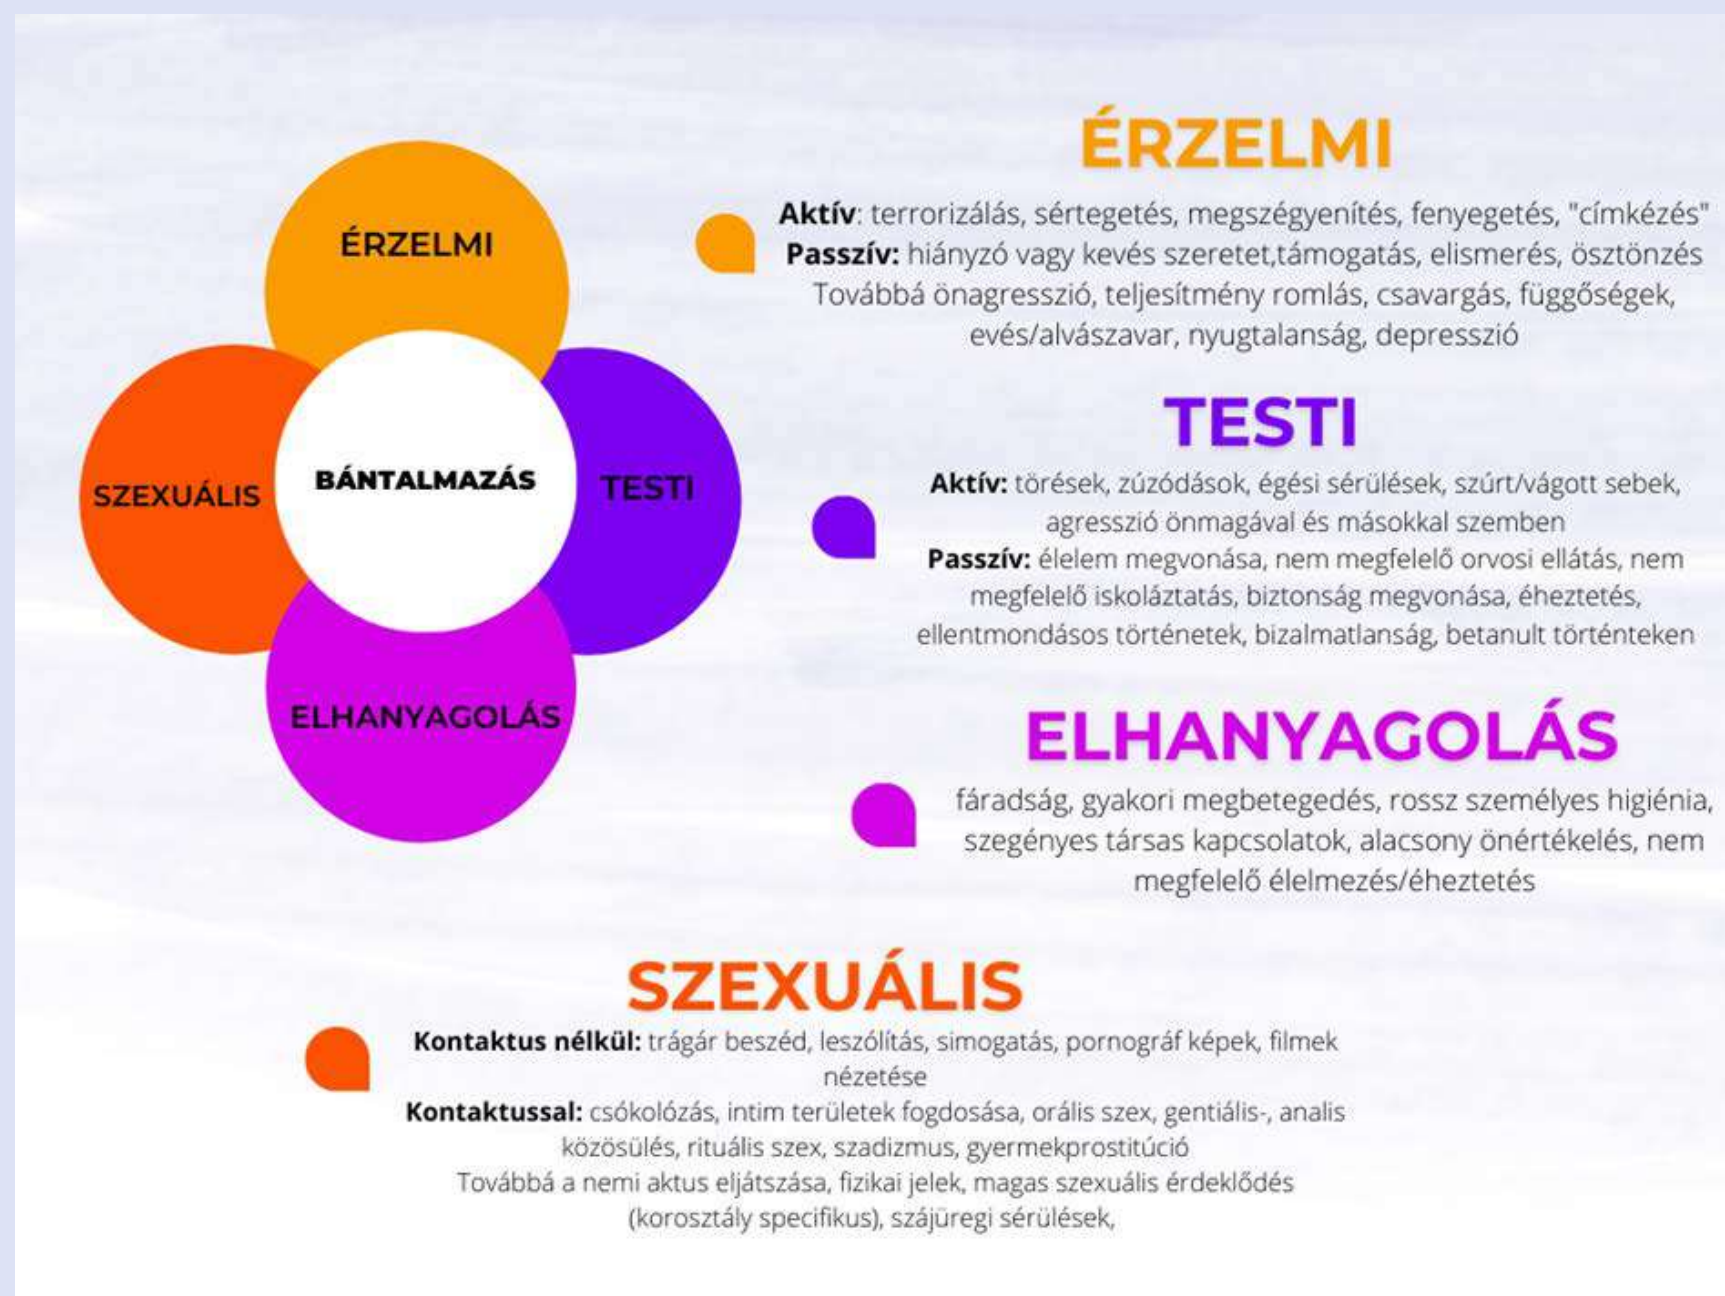 ÉRZELMI
SZEXUÁLIS
BÁNTALMAZÁS
TESTI
ELHANYAGOLÁS
ÉRZELMI
Aktív: terrorizálás, sértegetés, megszégyenítés, fenyegetés, "címkézés"
Passzív: hiányzó vagy kevés szeretet,támogatás, elismerés, ösztönzés
Továbbá önagresszió, teljesítmény romlás, csavargás, függőségek,
evés/alvászavar, nyugtalanság, depresszió
TESTI
Aktív: törések, zúzódások, égési sérülések, szúrt/vágott sebek,
agresszió önmagával és másokkal szemben
Passzív: élelem megvonása, nem megfelelő orvosi ellátás, nem
megfelelő iskoláztatás, biztonság megvonása, éheztetés,
ellentmondásos történetek, bizalmatlanság, betanult történteken
ELHANYAGOLÁS
fáradság, gyakori megbetegedés, rossz személyes higiénia,
szegényes társas kapcsolatok, alacsony önértékelés, nem
megfelelő élelmezés/éheztetés
SZEXUÁLIS
Kontaktus nélkül: trágár beszéd, leszólítás, simogatás, pornográf képek, filmek
nézetése
Kontaktussal: csókolózás, intim területek fogdosása, orális szex, gentiális-, analis
közösülés, rituális szex, szadizmus, gyermekprostitúció
Továbbá a nemi aktus eljátszása, fizikai jelek, magas szexuális érdeklődés
(korosztály specifikus), szájüregi sérülések,